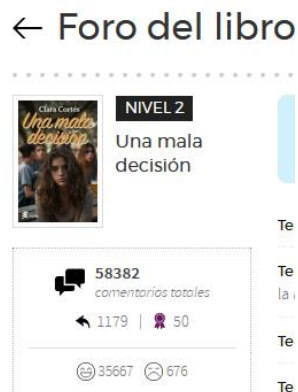 ← Foro del libro
Clara Cortés
Una mala
decisión
NIVEL 2
Una mala
decisión
58382
comentarios totales
1179 | 50
35667 676
Te
Te
la
Te
Te